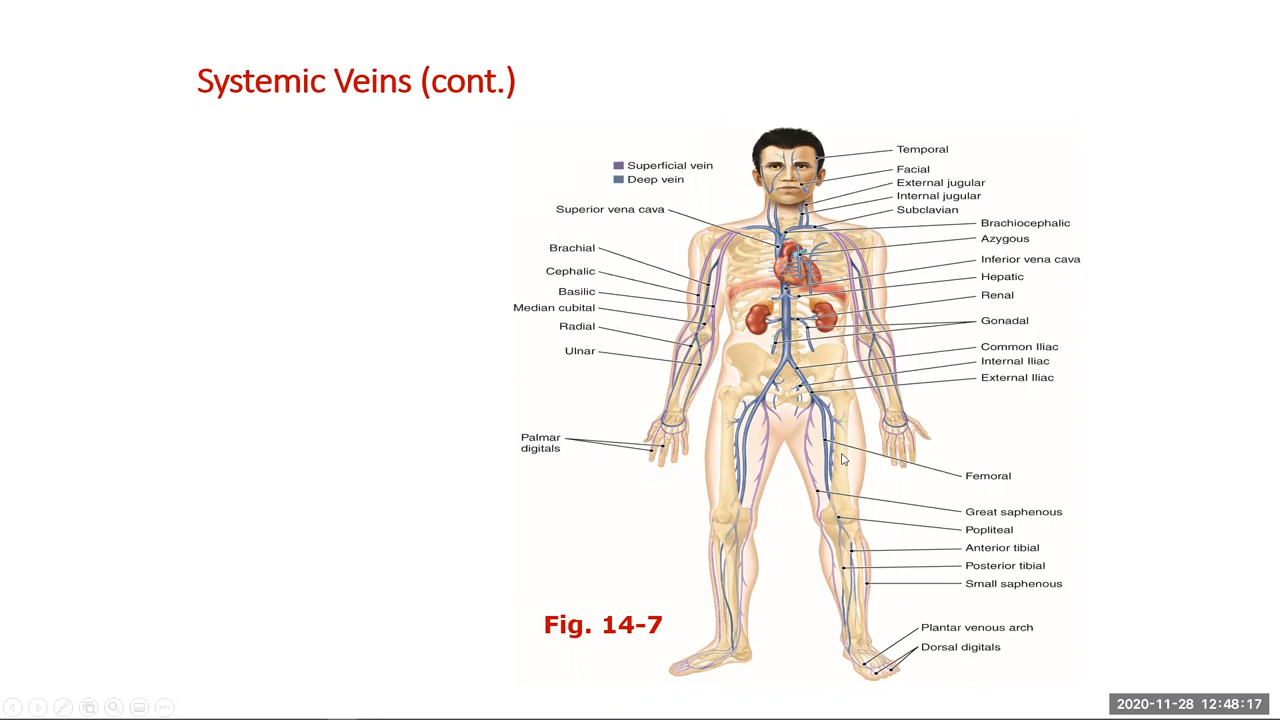 Systemic Veins (cont.)
Superficial vein
Deep vein
Superior vena cava
Brachial
Cephalic
Basilic
Median cubital
Radial
Ulnar
Palmar
digitals
Temporal
Facial
External jugular
Internal jugular
Subclavian
Brachiocephalic
Azygous
Inferior vena cava
Hepatic
Renal
Gonadal
Common Iliac
Internal Iliac
External Iliac
Femoral
Great saphenous
Popliteal
Anterior tibial
Posterior tibial
Small saphenous
Plantar venous arch
Dorsal digitals
Fig. 14-7
2020-11-28 12:48:17